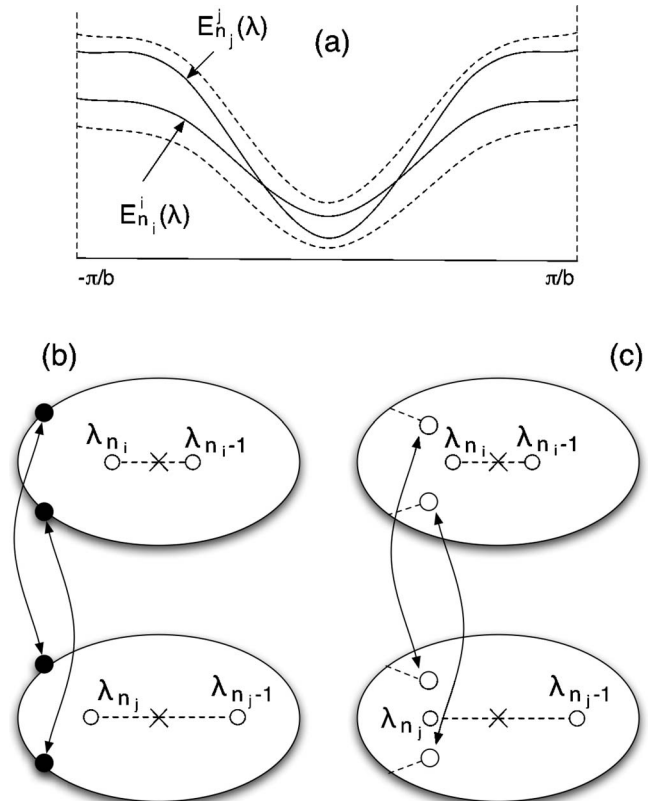 E^j_{n_j}(λ)
(a)
E^i_{n_i}(λ)
-π/b
π/b
(b)
(c)
λ_{n_i}
λ_{n_i-1}
λ_{n_i}
λ_{n_i-1}
λ_{n_j}
λ_{n_j-1}
λ_{n_j}
λ_{n_j-1}